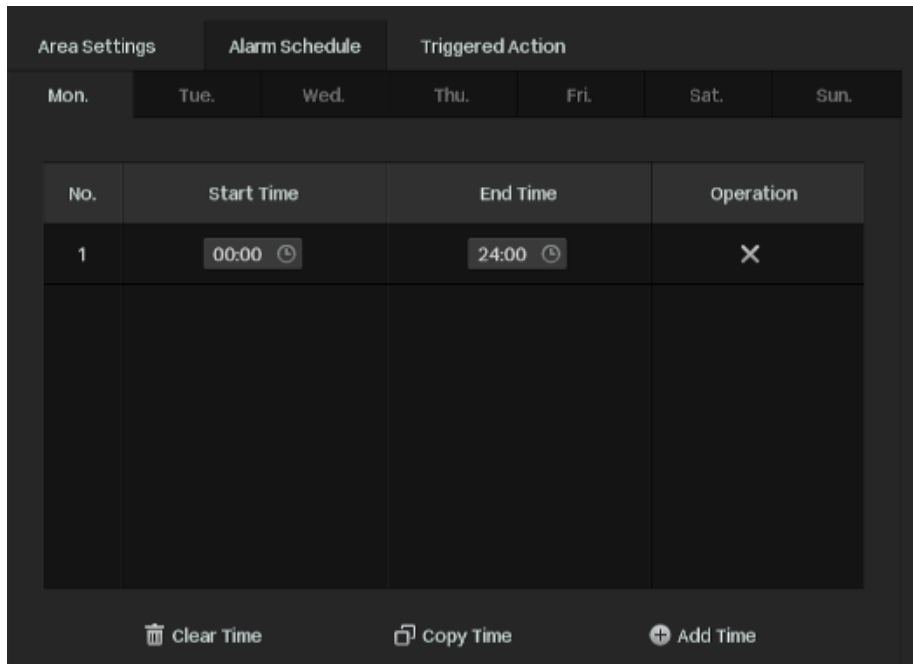 Area Settings Alarm Schedule Triggered Action
Mon. Tue. Wed. Thu. Fri. Sat. Sun.
No. Start Time End Time Operation
1 00:00 24:00
Clear Time Copy Time Add Time